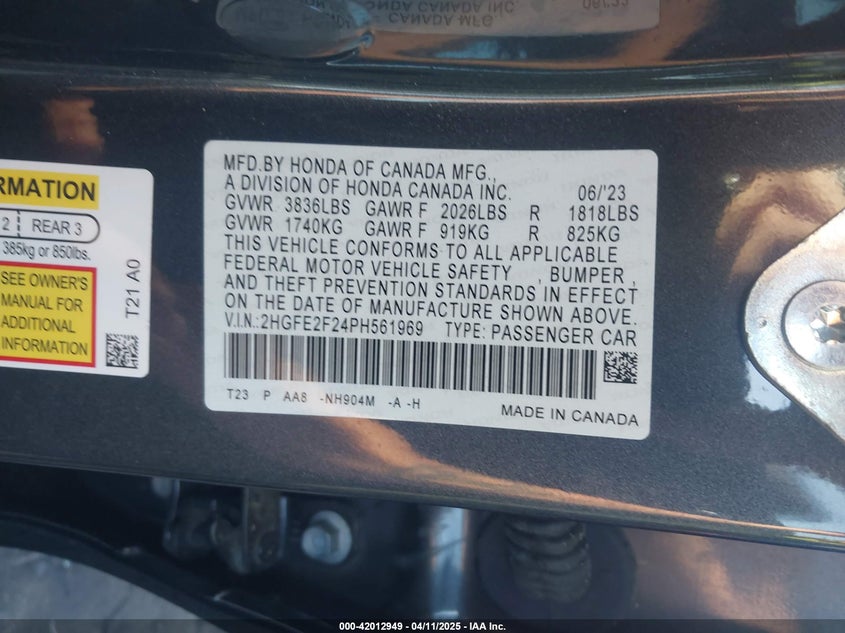 RMATION
2 REAR 3
385kg or 850lbs.
SEE OWNER'S
MANUAL FOR
ADDITIONAL
INFORMATION
T21 A0
MFD.BY HONDA OF CANADA MFG.,
A DIVISION OF HONDA CANADA INC. 06/'23
GVWR 3836LBS GAWR F 2026LBS R 1818LBS
GVWR 1740KG GAWR F 919KG R 825KG
THIS VEHICLE CONFORMS TO ALL APPLICABLE
FEDERAL MOTOR VEHICLE SAFETY , BUMPER ,
AND THEFT PREVENTION STANDARDS IN EFFECT
ON THE DATE OF MANUFACTURE SHOWN ABOVE.
V.I.N.:2HGFE2F24PH561969 TYPE: PASSENGER CAR
T23 P AA8 -NH904M -A -H
MADE IN CANADA
000-42012949 - 04/11/2025 - IAA Inc.